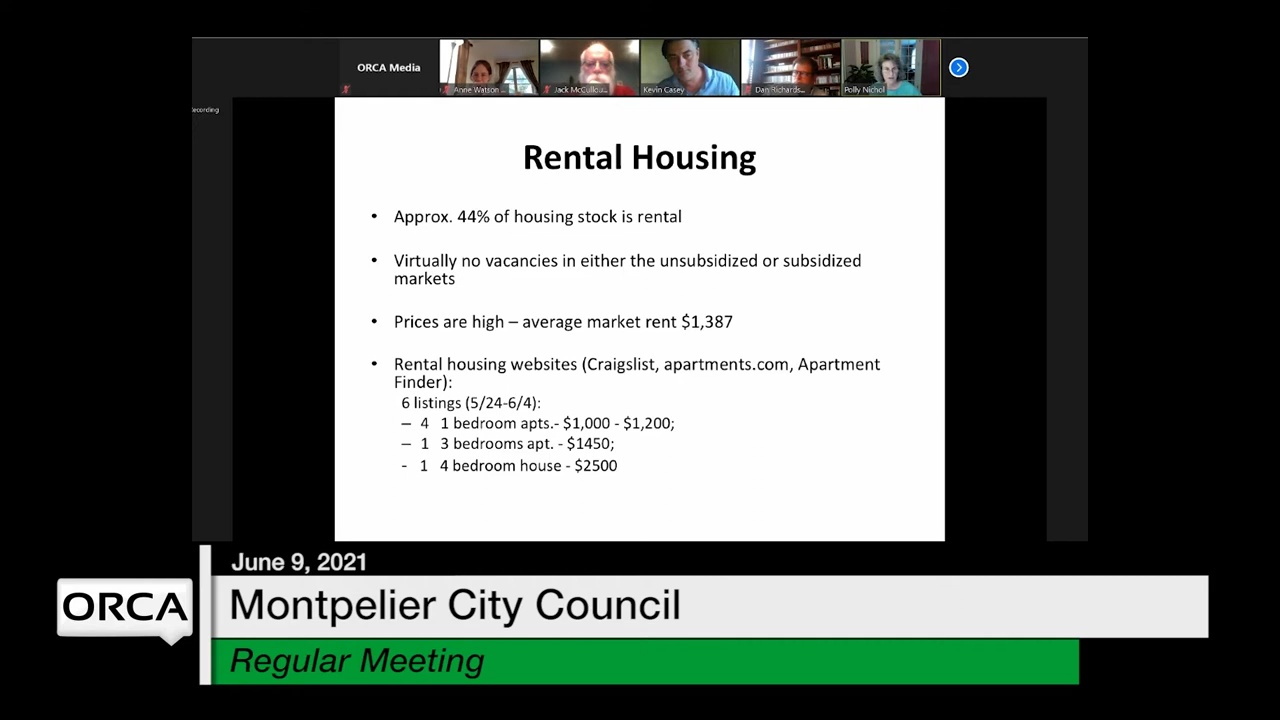 ORCA Media
Anne Watson
Jack McCullou...
Kevin Casey
Dan Richards...
Polly Nichol
ecording
Rental Housing
• Approx. 44% of housing stock is rental
• Virtually no vacancies in either the unsubsidized or subsidized
markets
• Prices are high – average market rent $1,387
• Rental housing websites (Craigslist, apartments.com, Apartment
Finder):
6 listings (5/24-6/4):
– 4 1 bedroom apts.- $1,000 - $1,200;
– 1 3 bedrooms apt. - $1450;
- 1 4 bedroom house - $2500
June 9, 2021
ORCA
Montpelier City Council
Regular Meeting